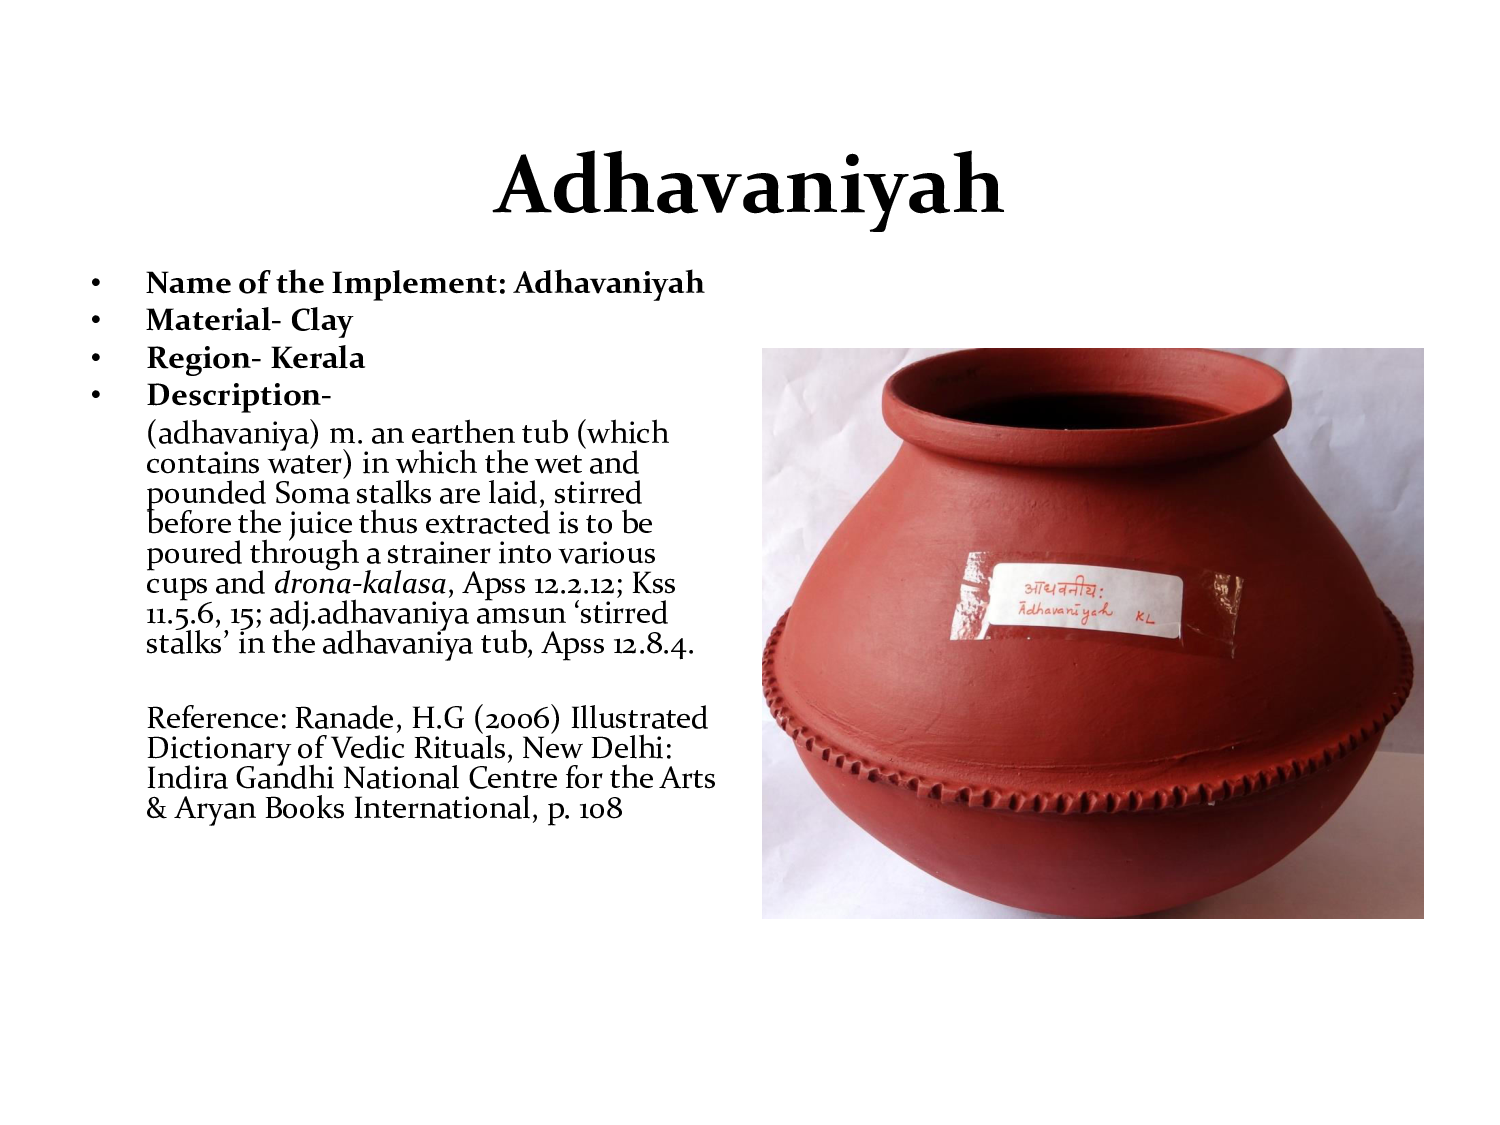 Adhavaniyah
• Name of the Implement: Adhavaniyah
• Material- Clay
• Region- Kerala
• Description-
(adhavaniya) m. an earthen tub (which
contains water) in which the wet and
pounded Soma stalks are laid, stirred
before the juice thus extracted is to be
poured through a strainer into various
cups and drona-kalasa, Apss 12.2.12; Kss
11.5.6, 15; adj.adhavaniya amsun ‘stirred
stalks’ in the adhavaniya tub, Apss 12.8.4.
Reference: Ranade, H.G (2006) Illustrated
Dictionary of Vedic Rituals, New Delhi:
Indira Gandhi National Centre for the Arts
& Aryan Books International, p. 108
आधवनीय:
Ādhavanīyah KL